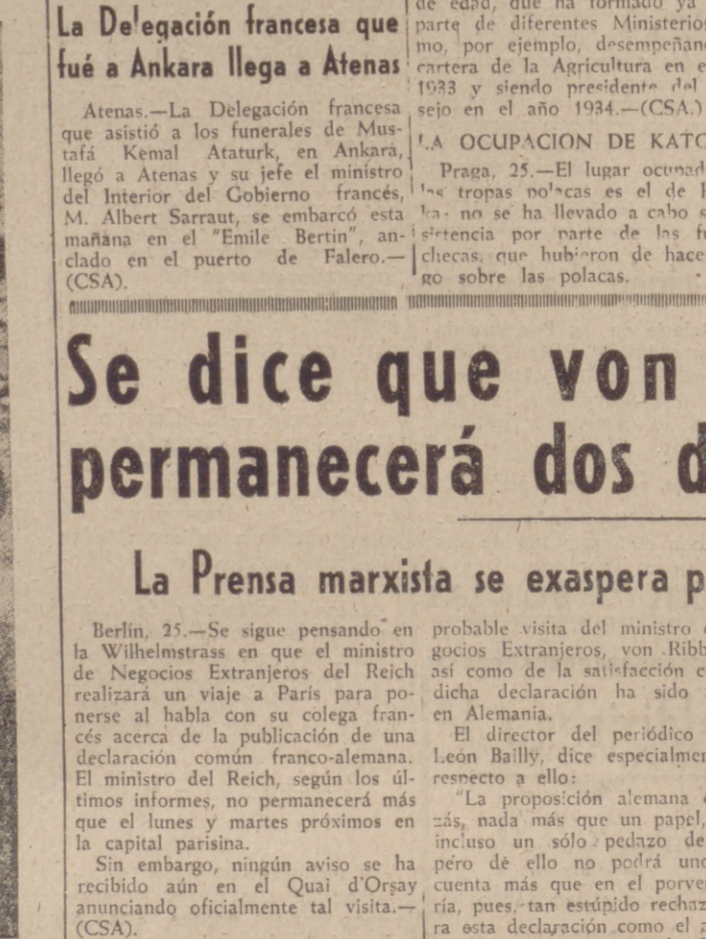 La Delegación francesa que
fué a Ankara llega a Atenas
Atenas.—La Delegación francesa
que asistió a los funerales de Mus-
tafá Kemal Ataturk, en Ankara,
llegó a Atenas y su jefe el ministro
del Interior del Gobierno francés,
M. Albert Sarraut, se embarcó esta
mañana en el "Emile Bertin", an-
clado en el puerto de Falero.—
(CSA).
de edad, que ha formado ya
parte de diferentes Ministerios
mo, por ejemplo, desempeñan
cartera de la Agricultura en e
1933 y siendo presidente del
sejo en el año 1934.—(CSA.)
LA OCUPACION DE KATO
Praga, 25.—El lugar ocupad
las tropas polacas es el de
no se ha llevado a cabo s
sistencia por parte de las fu
checas, que hubieron de hace
go sobre las polacas.
Se dice que von
permanecerá dos d
La Prensa marxista se exaspera p
Berlín, 25.—Se sigue pensando en
la Wilhelmstrass en que el ministro
de Negocios Extranjeros del Reich
realizará un viaje a París para po-
nerse al habla con su colega fran-
cés acerca de la publicación de una
declaración común franco-alemana.
El ministro del Reich, según los úl-
timos informes, no permanecerá más
que el lunes y martes próximos en
la capital parisina.
Sin embargo, ningún aviso se ha
recibido aún en el Quai d'Orsay
anunciando oficialmente tal visita.—
(CSA).
probable visita del ministro
gocios Extranjeros, von Ribb
así como de la satisfacción c
dicha declaración ha sido
en Alemania.
El director del periódico
León Bailly, dice especialmen
respecto a ello:
"La proposición alemana
zás, nada más que un papel,
incluso un sólo pedazo de
pero de ello no podrá uno
cuenta más que en el porve
ría, pues, tan estúpido rechaz
ra esta declaración como el